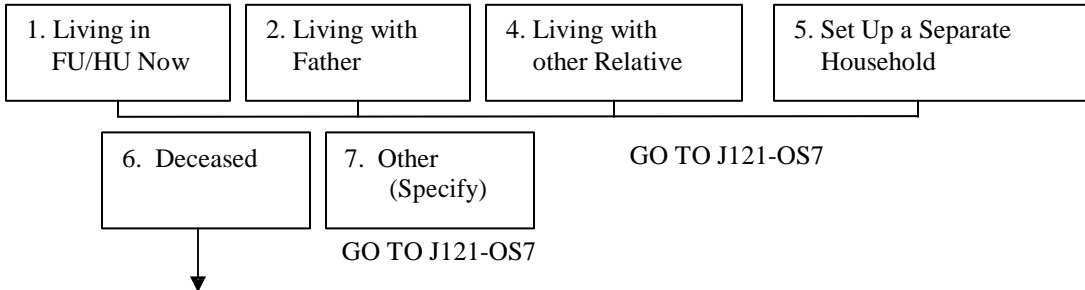 1. Living in
FU/HU Now
2. Living with
Father
4. Living with
other Relative
5. Set Up a Separate
Household
6. Deceased
7. Other
(Specify)
GO TO J121-OS7
GO TO J121-OS7